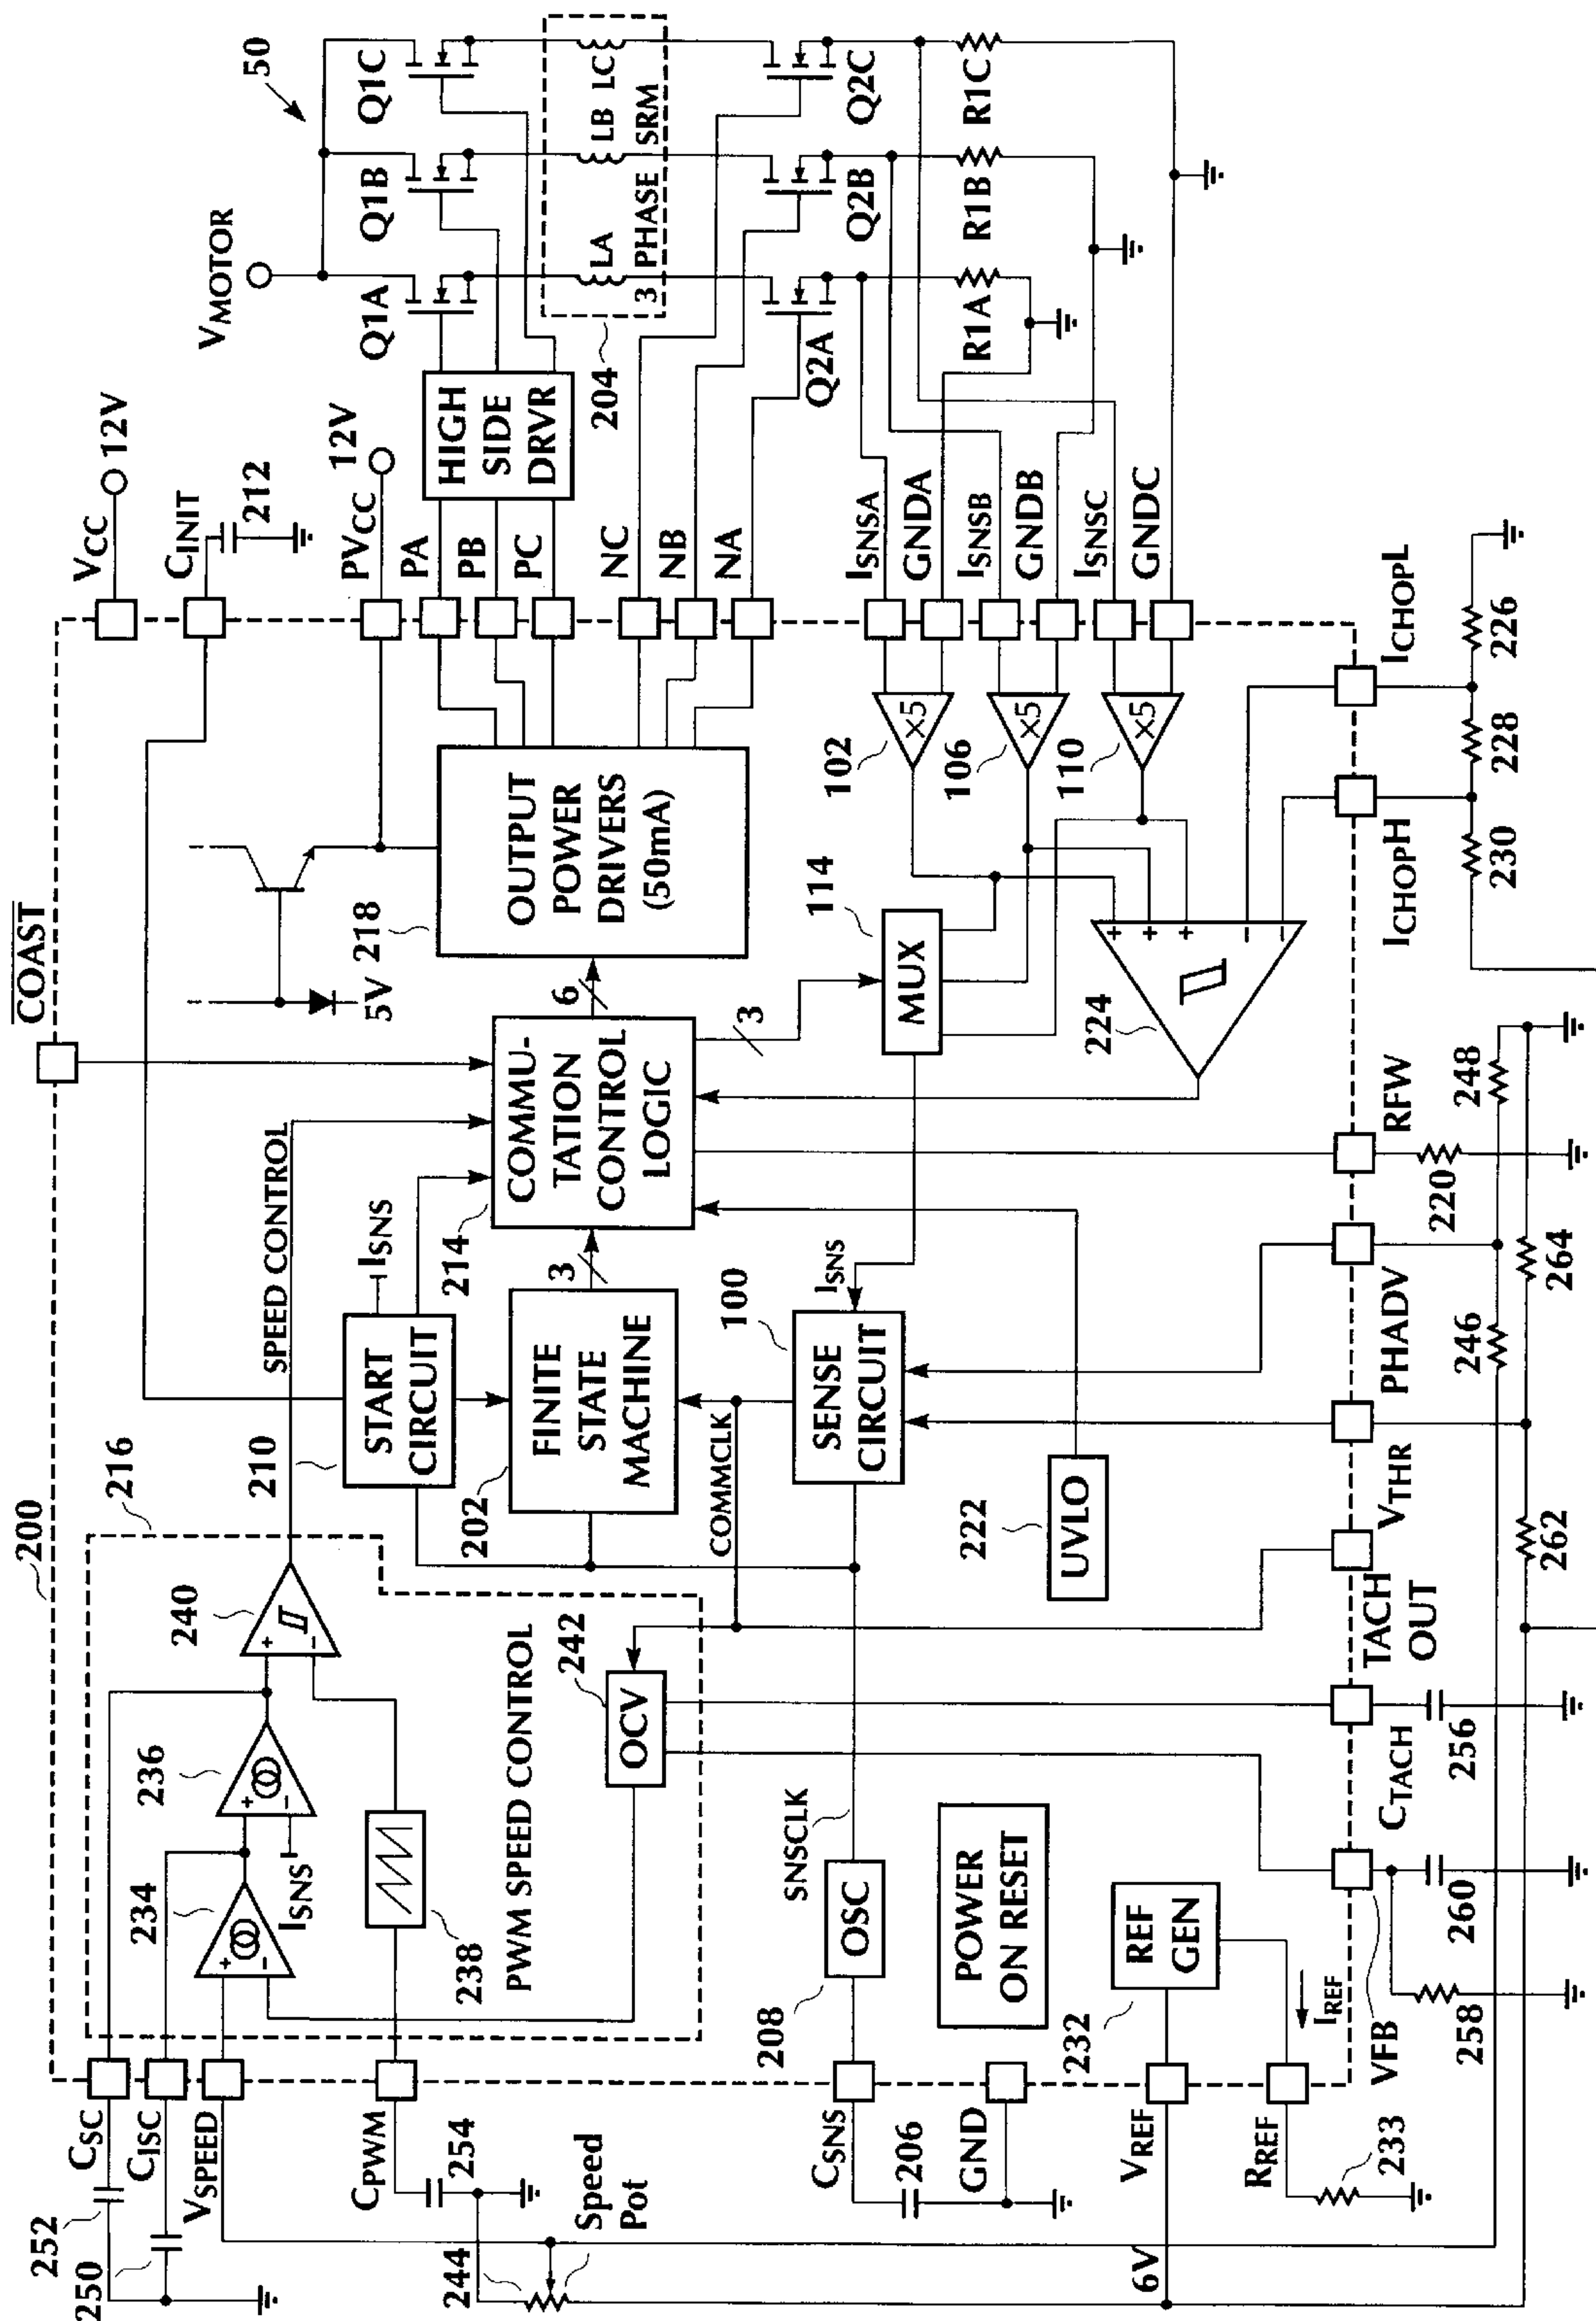 50
VMOTOR
Q1A
Q1B
Q1C
204
LA
LB
LC
3 PHASE SRM
Q2A
Q2B
Q2C
R1A
R1B
R1C
VCC
12V
CINIT
212
PVCC
12V
PA
PB
PC
HIGH
SIDE
DRVR
NC
NB
NA
ISNSA
GNDA
ISNSB
GNDB
ISNSC
GNDC
COAST
5V
218
OUTPUT
POWER
DRIVERS
(50mA)
102
×5
106
×5
110
×5
114
MUX
224
+
+
+
−
−
ICHOPL
ICHOPH
226
228
230
6
3
SPEED CONTROL
214
COMMU-
TATION
CONTROL
LOGIC
ISNS
210
START
CIRCUIT
3
202
FINITE
STATE
MACHINE
COMMCLK
100
ISNS
SENSE
CIRCUIT
222
UVLO
RFW
220
248
PHADV
246
264
VTHR
262
TACH
OUT
200
216
240
+
−
236
+
−
ISNS
234
+
−
238
PWM SPEED CONTROL
242
OCV
SNSCLK
208
OSC
POWER
ON RESET
232
REF
GEN
IREF
CTACH
256
VFB
260
258
CSC
252
CISC
250
VSPEED
CPWM
254
244
Speed
Pot
CSNS
206
GND
VREF
6V
RREF
233